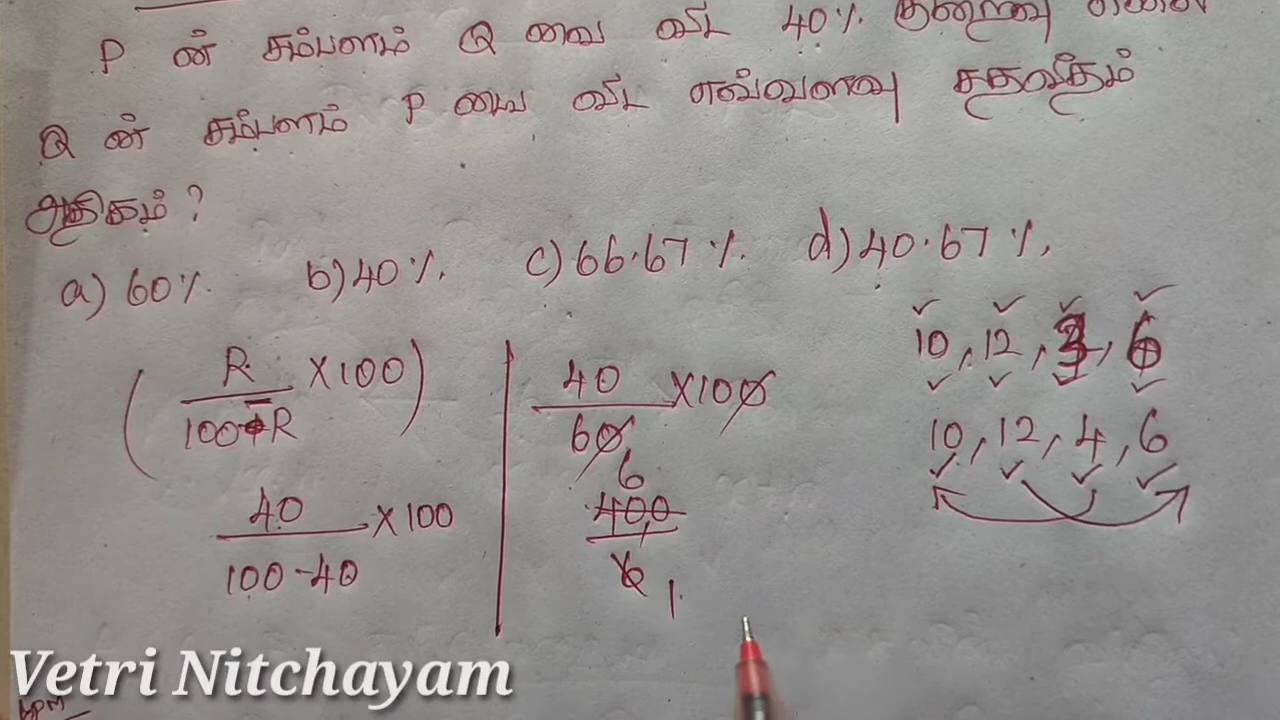 P ன் சம்பளம் Q வை விட 40% குறைவு எனில்
Q ன் சம்பளம் P யை விட எவ்வளவு சதவீதம்
அதிகம்?
a) 60% b) 40% c) 66.67% d) 40.67%
10, 12, 6
( R / 100-R × 100 )
40 / 60 × 100
6
10, 12, 4, 6
40 / 100-40 × 100
400 / 6
1
Vetri Nitchayam